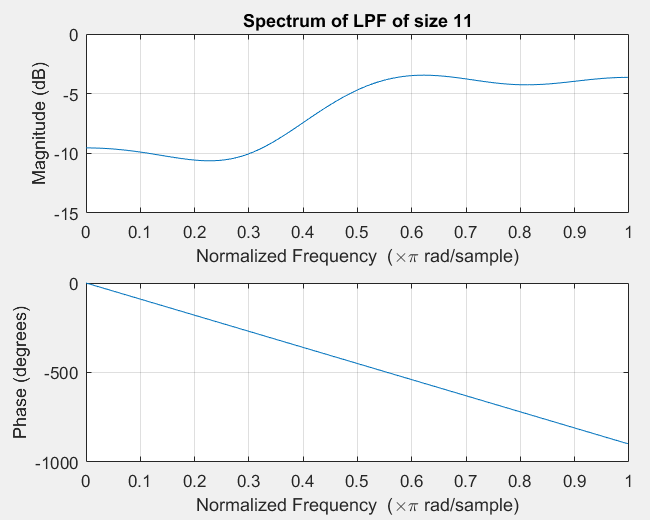 Spectrum of LPF of size 11
Magnitude (dB)
0
-5
-10
-15
0 0.1 0.2 0.3 0.4 0.5 0.6 0.7 0.8 0.9 1
Normalized Frequency (×π rad/sample)
Phase (degrees)
0
-500
-1000
0 0.1 0.2 0.3 0.4 0.5 0.6 0.7 0.8 0.9 1
Normalized Frequency (×π rad/sample)